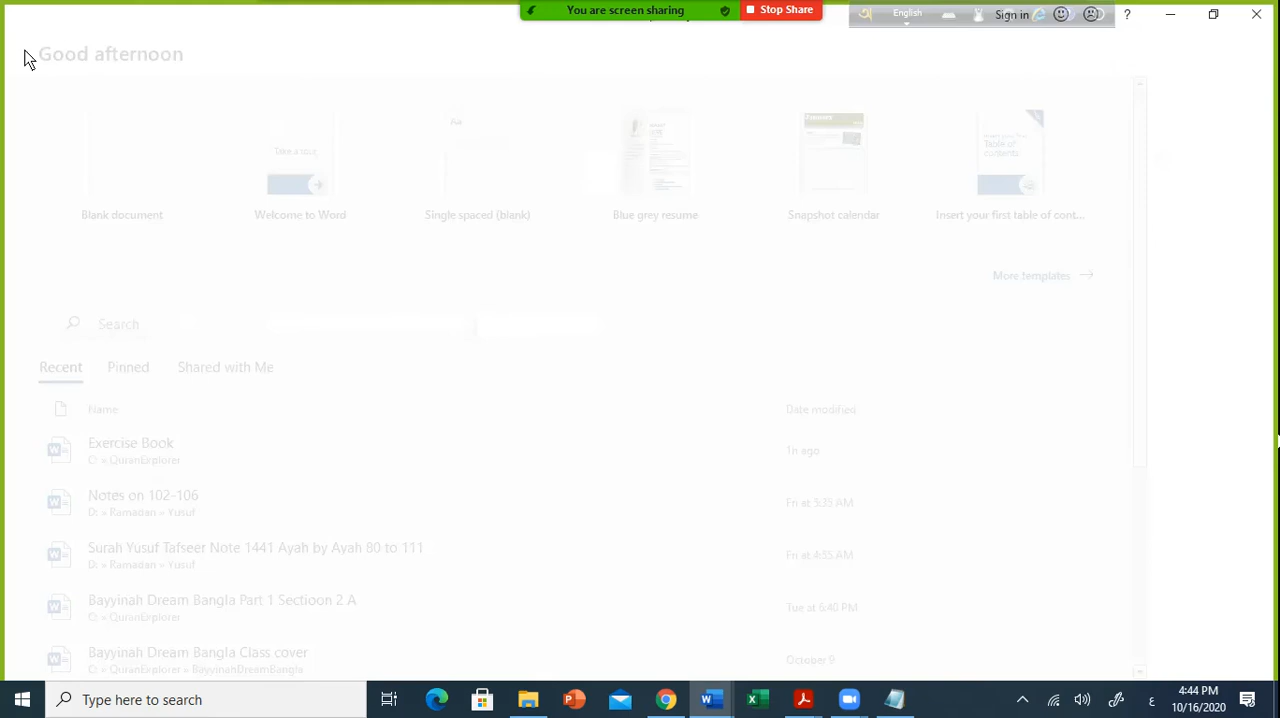 You are screen sharing
Stop Share
English
Sign in
?
Good afternoon
Take a tour
Blank document
Welcome to Word
Single spaced (blank)
Blue grey resume
Snapshot calendar
Insert your first table of cont...
Table of
contents
More templates
Search
Recent
Pinned
Shared with Me
Name
Date modified
Exercise Book
C: » QuranExplorer
1h ago
Notes on 102-106
D: » Ramadan » Yusuf
Surah Yusuf Tafseer Note 1441 Ayah by Ayah 80 to 111
D: » Ramadan » Yusuf
Fri at 4:55 AM
Bayyinah Dream Bangla Part 1 Sectioon 2 A
C: » QuranExplorer
Tue at 6:40 PM
Bayyinah Dream Bangla Class cover
C: » QuranExplorer » BayyinahDreamBangla
October 9
Type here to search
ع
4:44 PM
10/16/2020